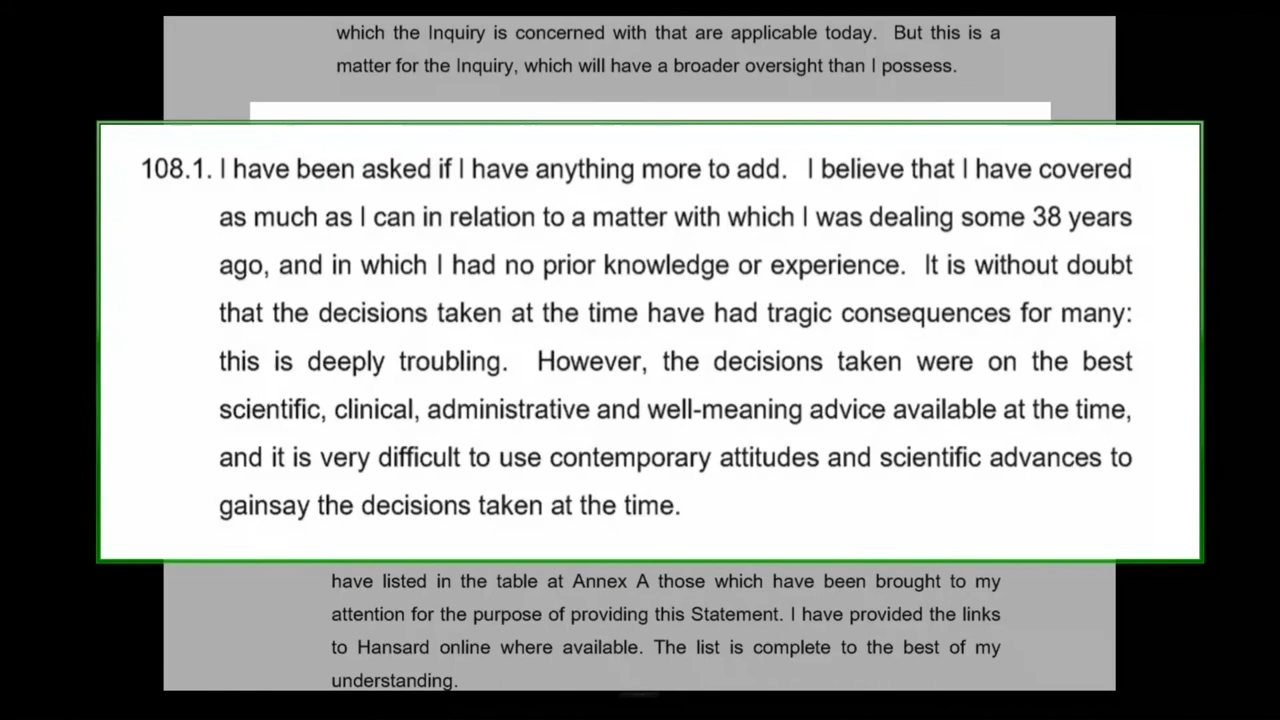 which the Inquiry is concerned with that are applicable today. But this is a
matter for the Inquiry, which will have a broader oversight than I possess.
108.1. I have been asked if I have anything more to add. I believe that I have covered
as much as I can in relation to a matter with which I was dealing some 38 years
ago, and in which I had no prior knowledge or experience. It is without doubt
that the decisions taken at the time have had tragic consequences for many:
this is deeply troubling. However, the decisions taken were on the best
scientific, clinical, administrative and well-meaning advice available at the time,
and it is very difficult to use contemporary attitudes and scientific advances to
gainsay the decisions taken at the time.
have listed in the table at Annex A those which have been brought to my
attention for the purpose of providing this Statement. I have provided the links
to Hansard online where available. The list is complete to the best of my
understanding.